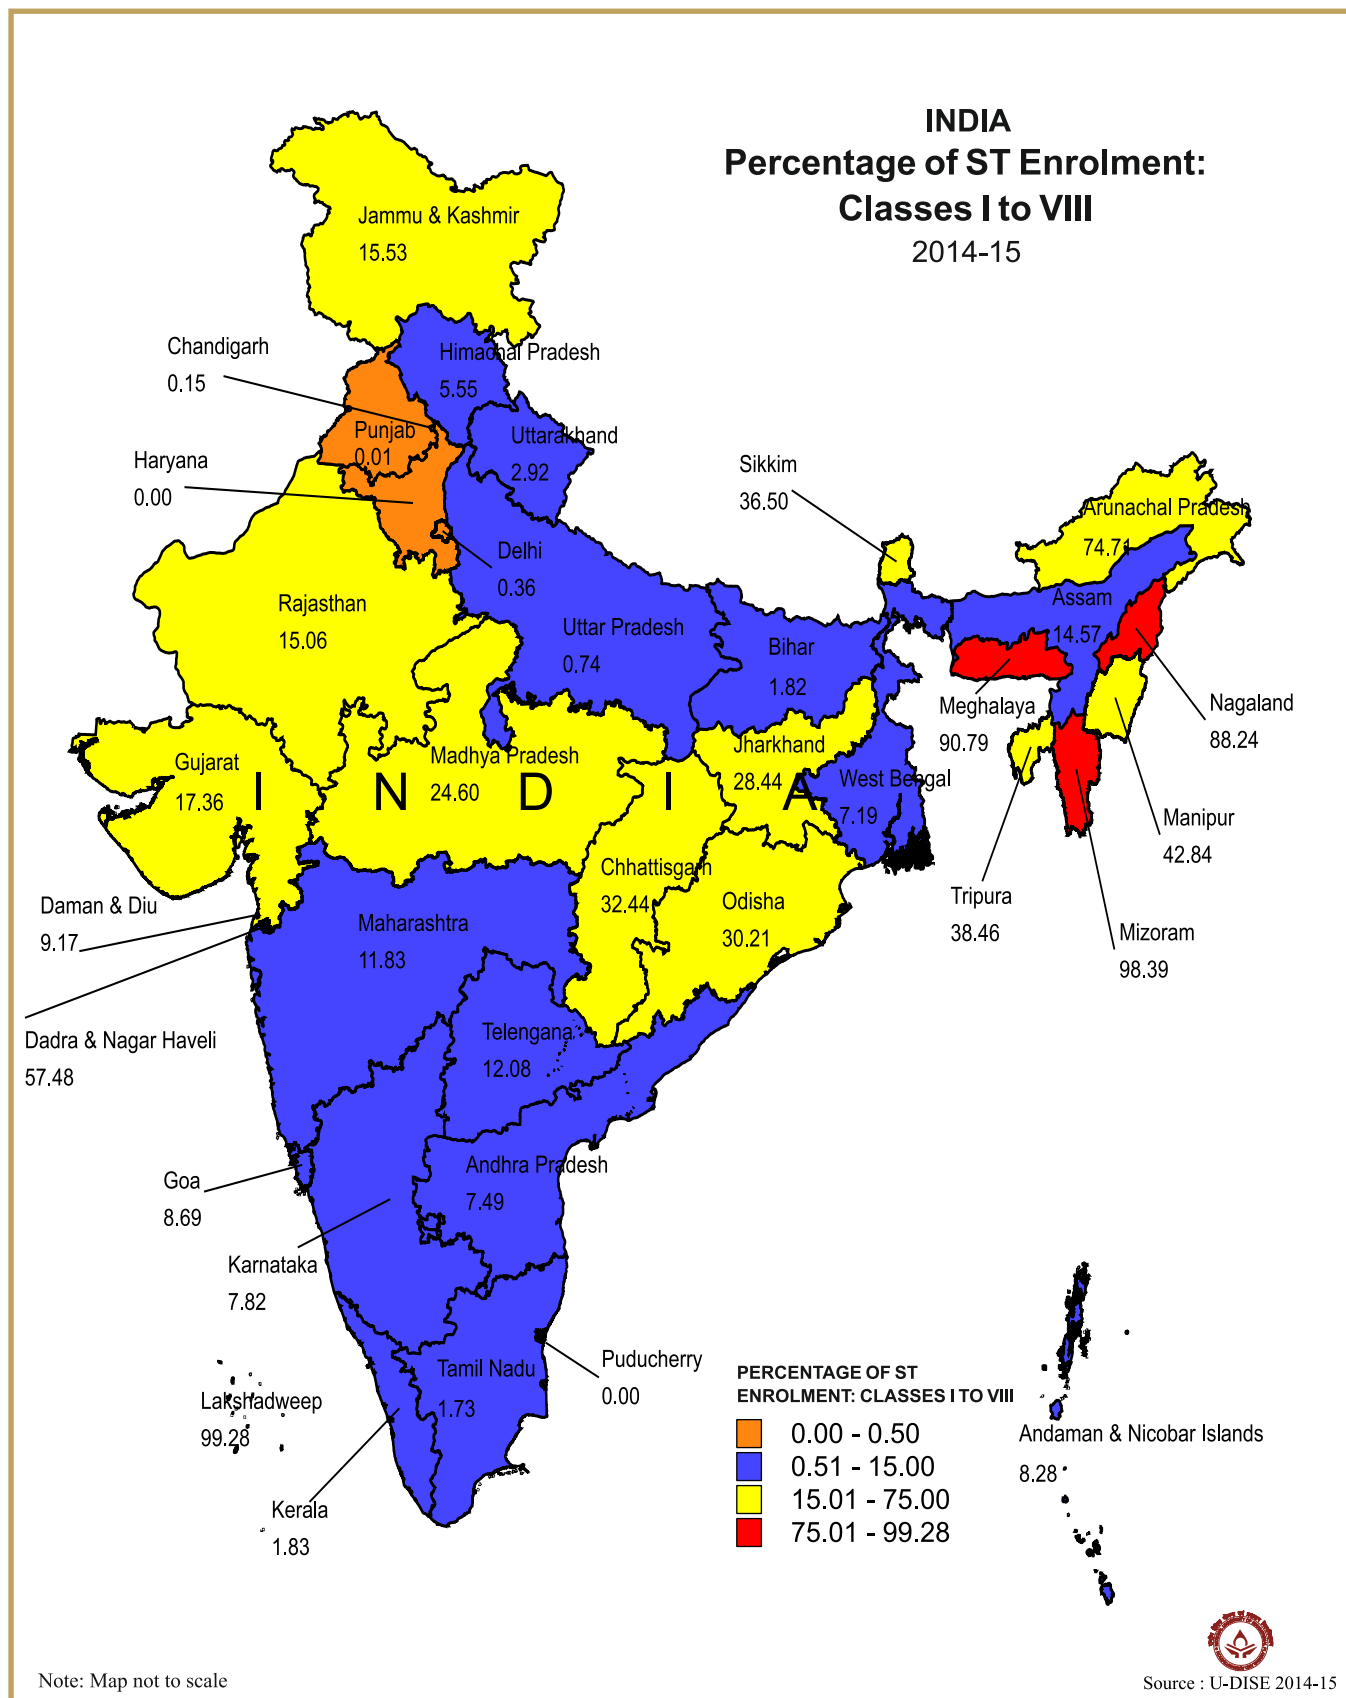 INDIA
Percentage of ST Enrolment:
Classes I to VIII
2014-15
Jammu & Kashmir
15.53
Chandigarh
0.15
Himachal Pradesh
5.55
Punjab
0.01
Uttarakhand
2.92
Haryana
0.00
Sikkim
36.50
Arunachal Pradesh
74.71
Delhi
0.36
Rajasthan
15.06
Uttar Pradesh
0.74
Bihar
1.82
Assam
14.57
Meghalaya
90.79
Nagaland
88.24
Gujarat
17.36
Madhya Pradesh
24.60
Jharkhand
28.44
West Bengal
7.19
I N D I A
Manipur
42.84
Chhattisgarh
32.44
Odisha
30.21
Tripura
38.46
Mizoram
98.39
Daman & Diu
9.17
Maharashtra
11.83
Dadra & Nagar Haveli
57.48
Telengana
12.08
Goa
8.69
Andhra Pradesh
7.49
Karnataka
7.82
Puducherry
0.00
Tamil Nadu
1.73
Lakshadweep
99.28
Kerala
1.83
Andaman & Nicobar Islands
8.28
PERCENTAGE OF ST
ENROLMENT: CLASSES I TO VIII
0.00 - 0.50
0.51 - 15.00
15.01 - 75.00
75.01 - 99.28
Note: Map not to scale
Source : U-DISE 2014-15